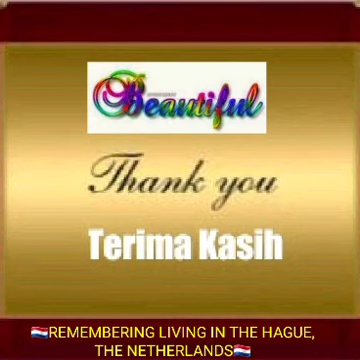 Beautiful
Thank you
Terima Kasih
🇳🇱REMEMBERING LIVING IN THE HAGUE,
THE NETHERLANDS🇳🇱